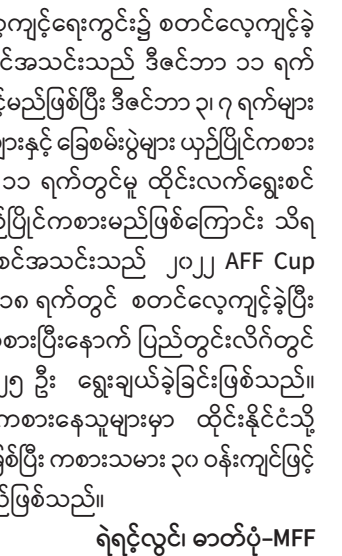 ကျင့်ရေးကွင်း၌ စတင်လေ့ကျင့်ခဲ့
င်အသင်းသည် ဒီဇင်ဘာ ၁၁ ရက်
မည်ဖြစ်ပြီး ဒီဇင်ဘာ ၃၊ ၇ ရက်များ
များနှင့် ခြေစမ်းပွဲများ ယှဉ်ပြိုင်ကစား
၁၁ ရက်တွင်မူ ထိုင်းလက်ရွေးစင်
ပြိုင်ကစားမည်ဖြစ်ကြောင်း သိရ
စင်အသင်းသည် ၂၀၂၂ AFF Cup
၁၈ ရက်တွင် စတင်လေ့ကျင့်ခဲ့ပြီး
စားပြီးနောက် ပြည်တွင်းလိဂ်တွင်
၂၅ ဦး ရွေးချယ်ခဲ့ခြင်းဖြစ်သည်။
ကစားနေသူများမှာ ထိုင်းနိုင်ငံသို့
ဖြစ်ပြီး ကစားသမား ၃၀ ဝန်းကျင်ဖြင့်
ည်ဖြစ်သည်။
ရဲရင့်လွင်၊ ဓာတ်ပုံ–MFF